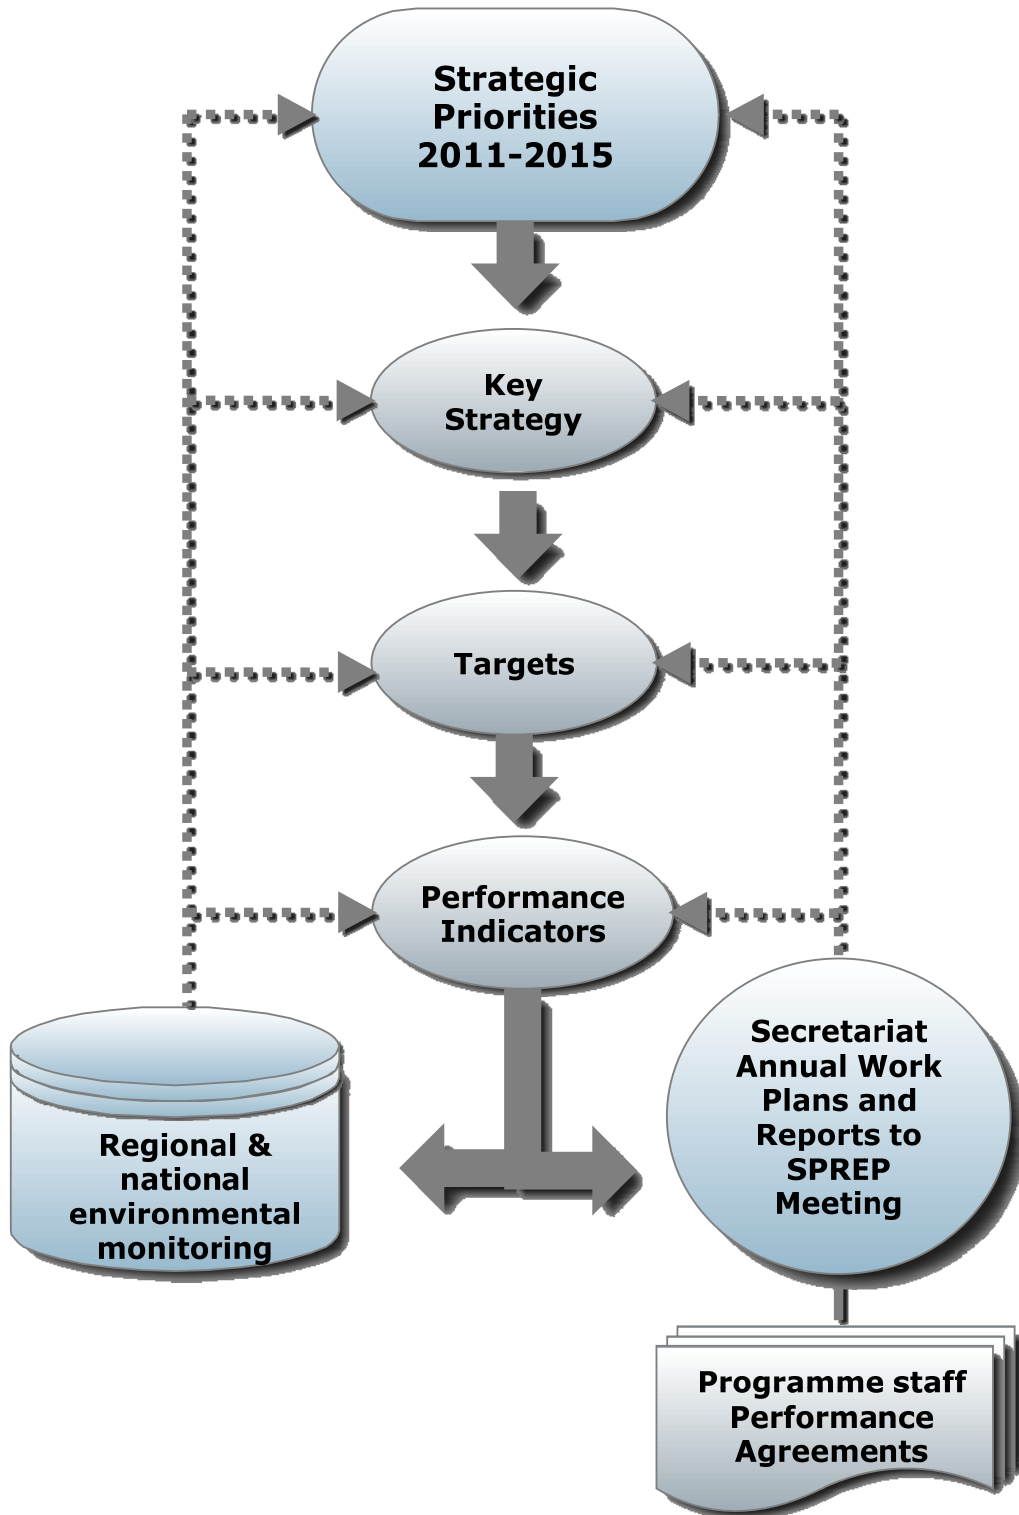 Strategic
Priorities
2011-2015
Key
Strategy
Targets
Performance
Indicators
Regional &
national
environmental
monitoring
Secretariat
Annual Work
Plans and
Reports to
SPREP
Meeting
Programme staff
Performance
Agreements